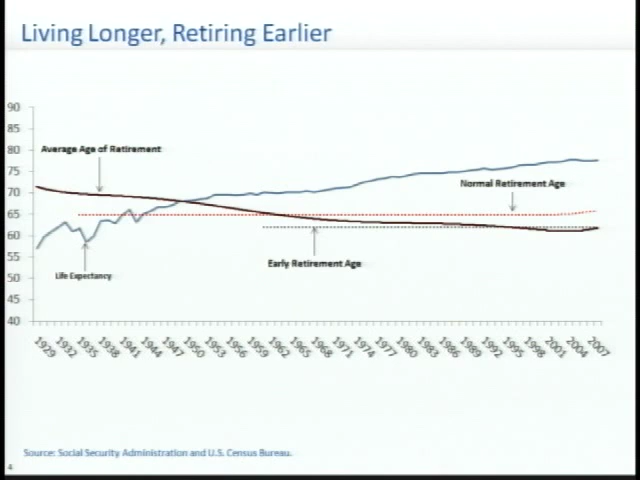 Living Longer, Retiring Earlier
90
85
80
75
70
65
60
55
50
45
40
Average Age of Retirement
Normal Retirement Age
Early Retirement Age
Life Expectancy
1929 1932 1935 1938 1941 1944 1947 1950 1953 1956 1959 1962 1965 1968 1971 1974 1977 1980 1983 1986 1989 1992 1995 1998 2001 2004 2007
Source: Social Security Administration and U.S. Census Bureau.
4